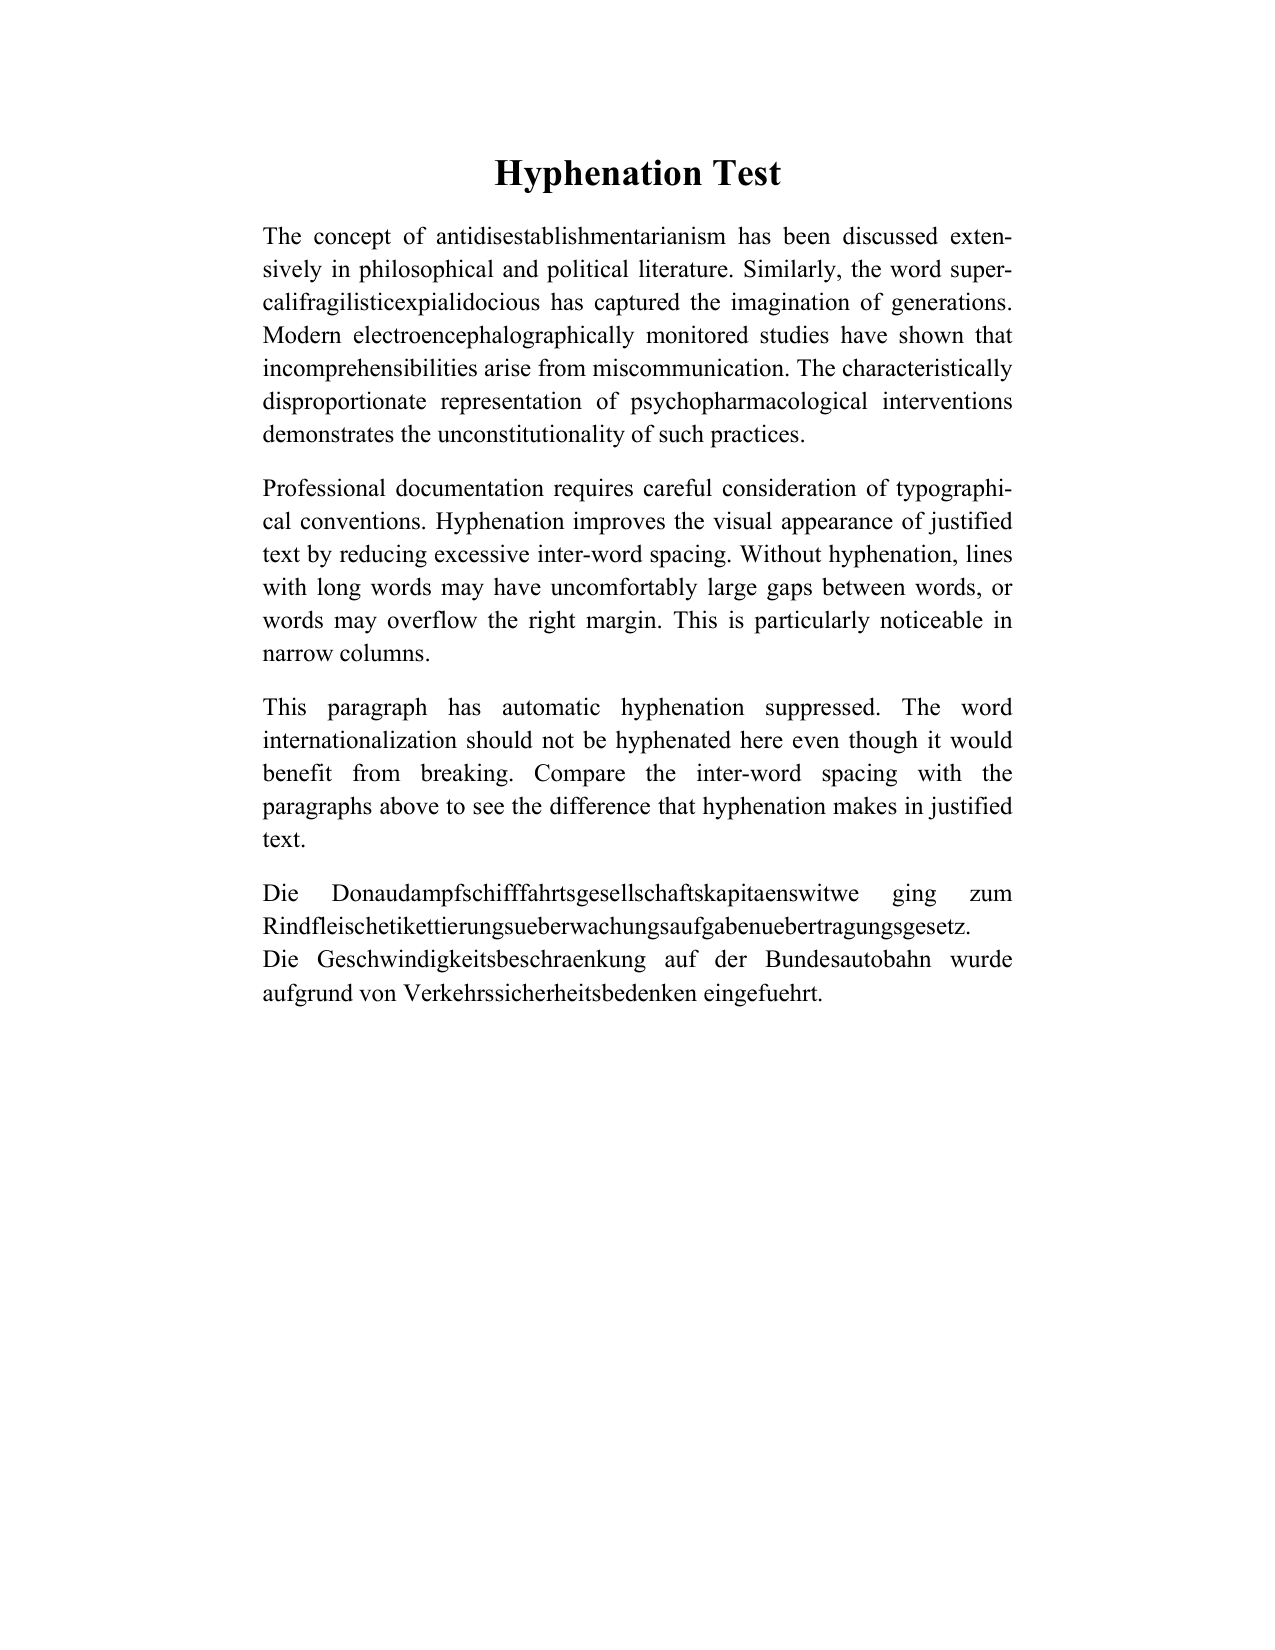 Hyphenation Test
The concept of antidisestablishmentarianism has been discussed exten-
sively in philosophical and political literature. Similarly, the word super-
califragilisticexpialidocious has captured the imagination of generations.
Modern electroencephalographically monitored studies have shown that
incomprehensibilities arise from miscommunication. The characteristically
disproportionate representation of psychopharmacological interventions
demonstrates the unconstitutionality of such practices.
Professional documentation requires careful consideration of typographi-
cal conventions. Hyphenation improves the visual appearance of justified
text by reducing excessive inter-word spacing. Without hyphenation, lines
with long words may have uncomfortably large gaps between words, or
words may overflow the right margin. This is particularly noticeable in
narrow columns.
This paragraph has automatic hyphenation suppressed. The word
internationalization should not be hyphenated here even though it would
benefit from breaking. Compare the inter-word spacing with the
paragraphs above to see the difference that hyphenation makes in justified
text.
Die Donaudampfschifffahrtsgesellschaftskapitaenswitwe ging zum
Rindfleischetikettierungsueberwachungsaufgabenuebertragungsgesetz.
Die Geschwindigkeitsbeschraenkung auf der Bundesautobahn wurde
aufgrund von Verkehrssicherheitsbedenken eingefuehrt.